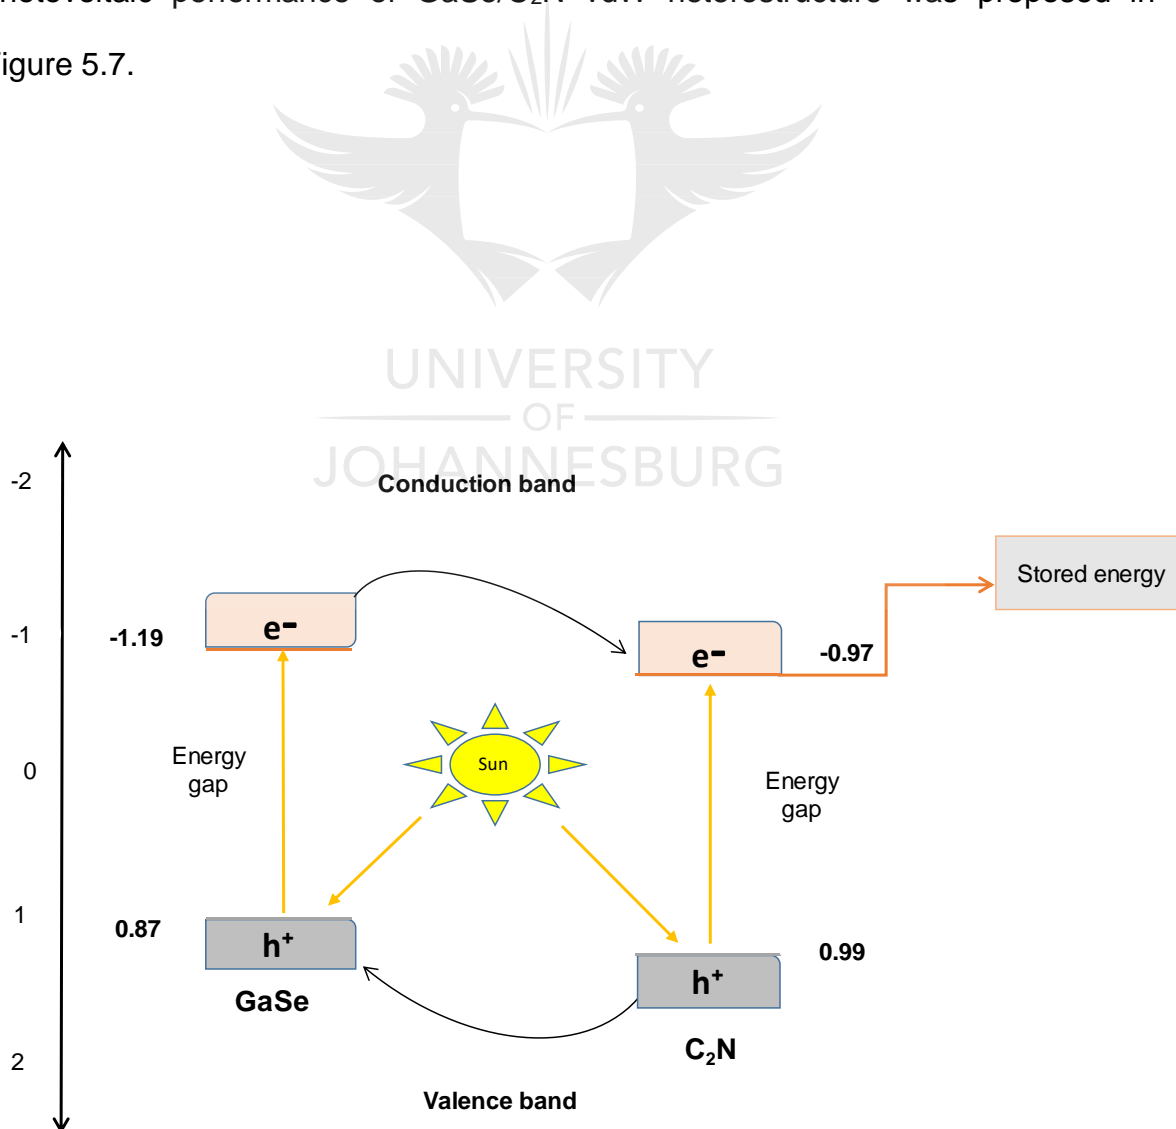 performance of GaSe/C₂N vdW heterostructure was proposed in
Figure 5.7.
UNIVERSITY
OF
JOHANNESBURG
-2
Conduction band
Stored energy
e-
-1
-1.19
e-
-0.97
Energy
gap
Sun
0
Energy
gap
1
0.87
h⁺
0.99
h⁺
GaSe
C₂N
2
Valence band